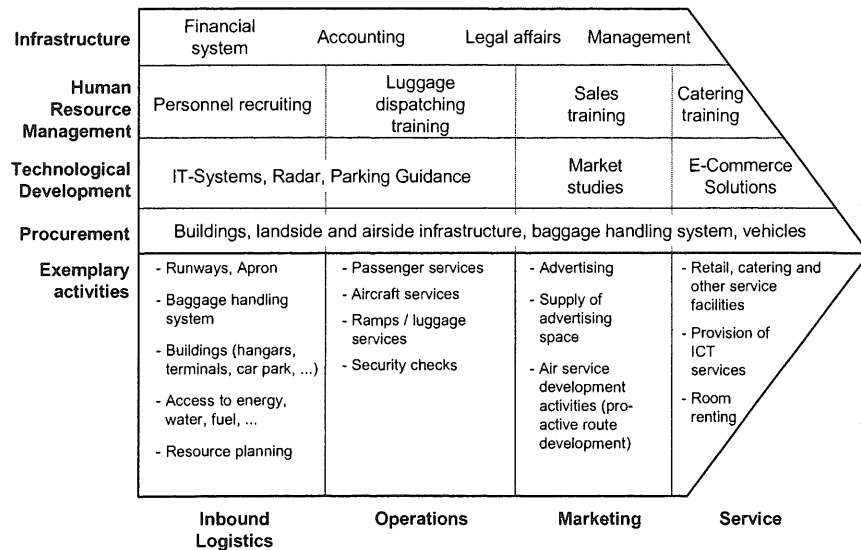 Infrastructure
Financial
system
Accounting
Legal affairs
Management
Human
Resource
Management
Personnel recruiting
Luggage
dispatching
training
Sales
training
Catering
training
Technological
Development
IT-Systems, Radar, Parking Guidance
Market
studies
E-Commerce
Solutions
Procurement
Buildings, landside and airside infrastructure, baggage handling system, vehicles
Exemplary
activities
- Runways, Apron
- Baggage handling
system
- Buildings (hangars,
terminals, car park, ...)
- Access to energy,
water, fuel, ...
- Resource planning
- Passenger services
- Aircraft services
- Ramps / luggage
services
- Security checks
- Advertising
- Supply of
advertising
space
- Air service
development
activities (pro-
active route
development)
- Retail, catering and
other service
facilities
- Provision of
ICT
services
- Room
renting
Inbound
Logistics
Operations
Marketing
Service